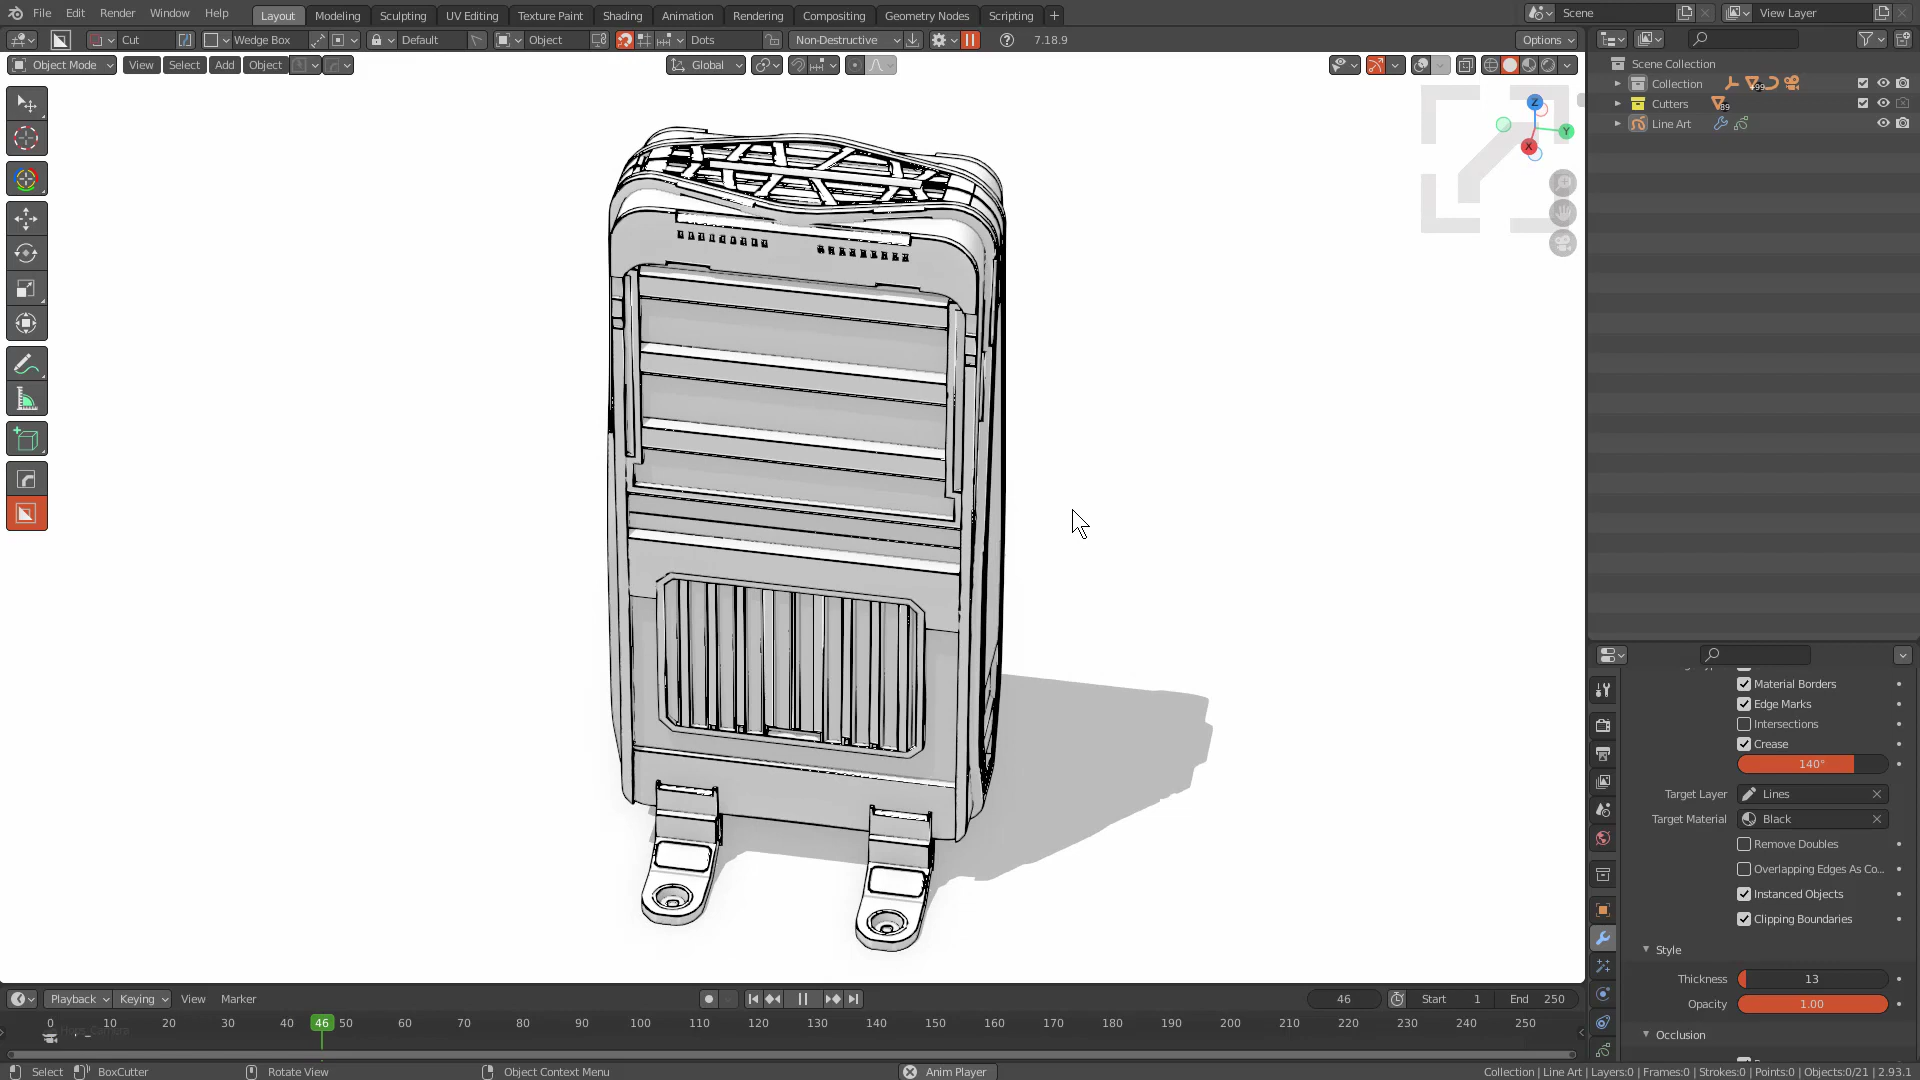 File Edit Render Window Help Layout Modeling Sculpting UV Editing Texture Paint Shading Animation Rendering Compositing Geometry Nodes Scripting + Scene View Layer
Cut Wedge Box Default Object Dots Non-Destructive 7.18.9 Options
Object Mode View Select Add Object Global
Scene Collection
Collection 99
Cutters 89
Line Art
Z
Y
X
Material Borders
Edge Marks
Intersections
Crease
140°
Target Layer Lines
Target Material Black
Remove Doubles
Overlapping Edges As Co...
Instanced Objects
Clipping Boundaries
Style
Thickness 13
Opacity 1.00
Occlusion
Playback Keying View Marker 46 Start 1 End 250
0 10 20 30 40 46 50 60 70 80 90 100 110 120 130 140 150 160 170 180 190 200 210 220 230 240 250
Select BoxCutter Rotate View Object Context Menu Anim Player Collection | Line Art | Layers:0 | Frames:0 | Strokes:0 | Points:0 | Objects:0/21 | 2.93.1